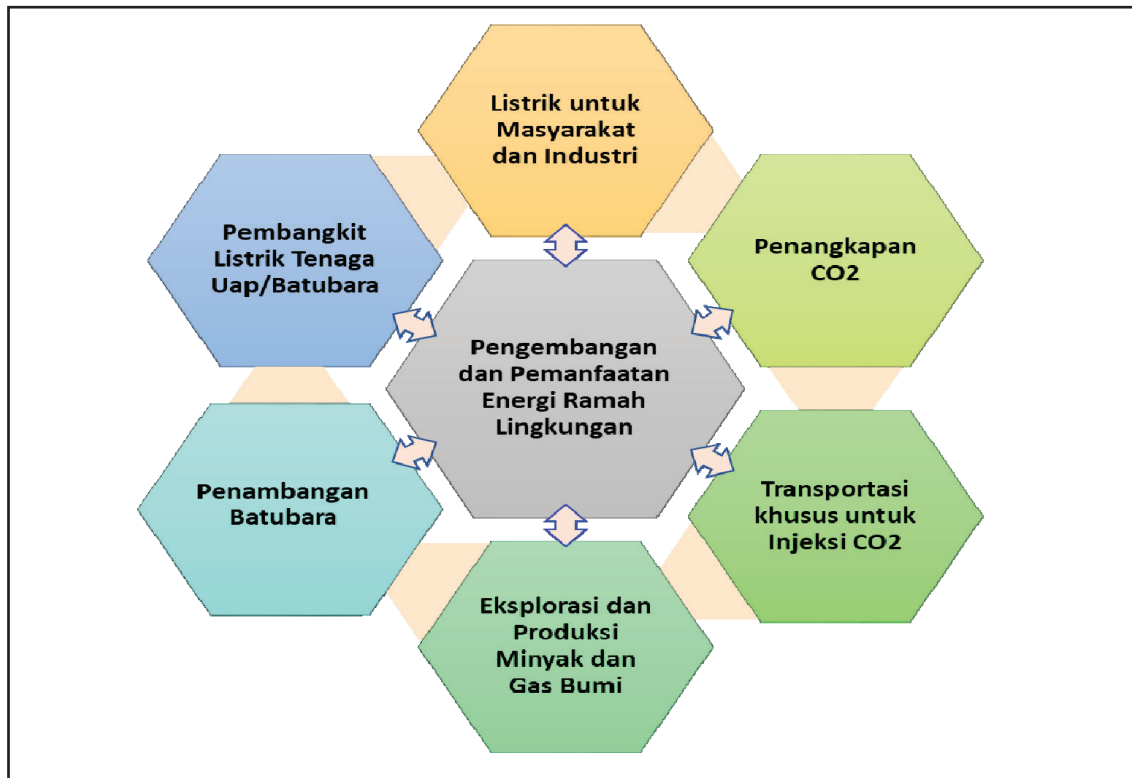 Listrik untuk
Masyarakat
dan Industri
Pembangkit
Listrik Tenaga
Uap/Batubara
Penangkapan
CO2
Pengembangan
dan Pemanfaatan
Energi Ramah
Lingkungan
Penambangan
Batubara
Transportasi
khusus untuk
Injeksi CO2
Eksplorasi dan
Produksi
Minyak dan
Gas Bumi